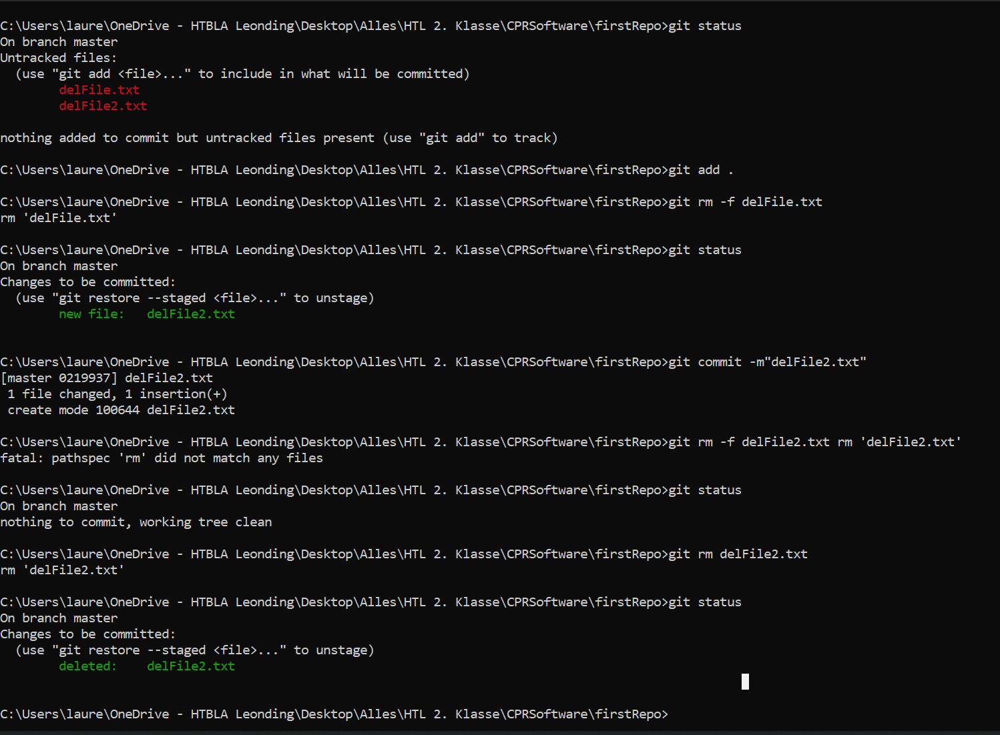 C:\Users\laure\OneDrive - HTBLA Leonding\Desktop\Alles\HTL 2. Klasse\CPRSoftware\firstRepo>git status
On branch master
Untracked files:
  (use "git add <file>..." to include in what will be committed)
        delFile.txt
        delFile2.txt
nothing added to commit but untracked files present (use "git add" to track)
C:\Users\laure\OneDrive - HTBLA Leonding\Desktop\Alles\HTL 2. Klasse\CPRSoftware\firstRepo>git add .
C:\Users\laure\OneDrive - HTBLA Leonding\Desktop\Alles\HTL 2. Klasse\CPRSoftware\firstRepo>git rm -f delFile.txt
rm 'delFile.txt'
C:\Users\laure\OneDrive - HTBLA Leonding\Desktop\Alles\HTL 2. Klasse\CPRSoftware\firstRepo>git status
On branch master
Changes to be committed:
  (use "git restore --staged <file>..." to unstage)
        new file:   delFile2.txt
C:\Users\laure\OneDrive - HTBLA Leonding\Desktop\Alles\HTL 2. Klasse\CPRSoftware\firstRepo>git commit -m"delFile2.txt"
[master 0219937] delFile2.txt
 1 file changed, 1 insertion(+)
 create mode 100644 delFile2.txt
C:\Users\laure\OneDrive - HTBLA Leonding\Desktop\Alles\HTL 2. Klasse\CPRSoftware\firstRepo>git rm -f delFile2.txt rm 'delFile2.txt'
fatal: pathspec 'rm' did not match any files
C:\Users\laure\OneDrive - HTBLA Leonding\Desktop\Alles\HTL 2. Klasse\CPRSoftware\firstRepo>git status
On branch master
nothing to commit, working tree clean
C:\Users\laure\OneDrive - HTBLA Leonding\Desktop\Alles\HTL 2. Klasse\CPRSoftware\firstRepo>git rm delFile2.txt
rm 'delFile2.txt'
C:\Users\laure\OneDrive - HTBLA Leonding\Desktop\Alles\HTL 2. Klasse\CPRSoftware\firstRepo>git status
On branch master
Changes to be committed:
  (use "git restore --staged <file>..." to unstage)
        deleted:    delFile2.txt
C:\Users\laure\OneDrive - HTBLA Leonding\Desktop\Alles\HTL 2. Klasse\CPRSoftware\firstRepo>